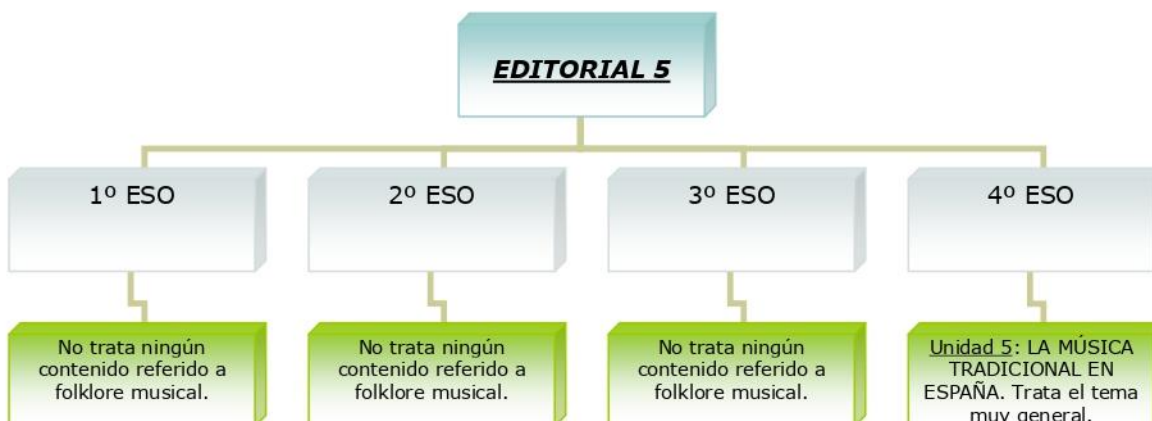 EDITORIAL 5
1º ESO
2º ESO
3º ESO
4º ESO
No trata ningún
contenido referido a
folklore musical.
No trata ningún
contenido referido a
folklore musical.
No trata ningún
contenido referido a
folklore musical.
Unidad 5: LA MÚSICA
TRADICIONAL EN
ESPAÑA. Trata el tema
muy general.